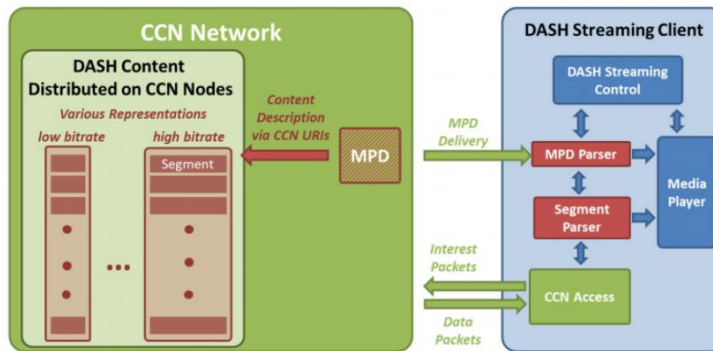 CCN Network
DASH Content
Distributed on CCN Nodes
Various Representations
low bitrate
high bitrate
Segment
...
Content
Description
via CCN URIs
MPD
MPD
Delivery
Interest
Packets
Data
Packets
DASH Streaming Client
DASH Streaming
Control
MPD Parser
Media
Player
Segment
Parser
CCN Access